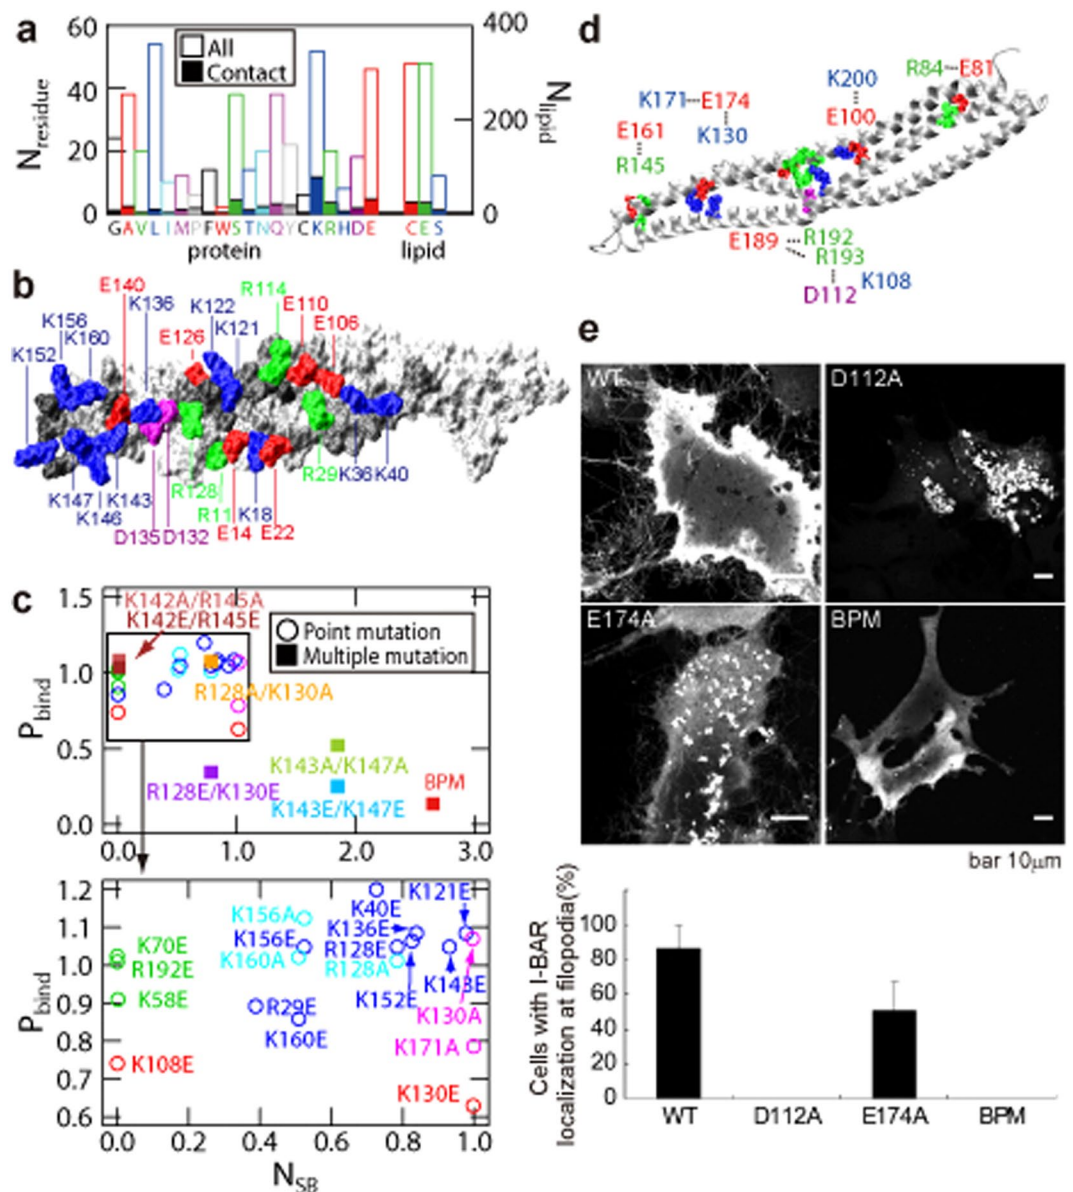 a
60
40
20
0
N residue
All
Contact
400
200
0
N lipid
G A V L I M P F W S T N Q Y C K R H D E C E S
protein lipid
b
E140
K136
K122
R114
E110
K156
K160
E126
K121
E106
K152
K147
K146
K143
R128
R11
K18
R29
K36
K40
D135
D132
E14
E22
c
1.5
1.0
0.5
0.0
P bind
K142A/R145A
K142E/R145E
Point mutation
Multiple mutation
R128A/K130A
K143A/K147A
R128E/K130E
K143E/K147E
BPM
0.0 1.0 2.0 3.0
1.2
1.1
1.0
0.9
0.8
0.7
0.6
P bind
K121E
K156A
K40E
K156E
K136E
K70E
K160A
R128E
R192E
R128A
K143E
K58E
R29E
K152E
K160E
K130A
K171A
K108E
K130E
0.0 0.2 0.4 0.6 0.8 1.0
N SB
d
R84 E81
K200
K171 E174
E100
K130
E161
R145
E189 R192
R193
K108
D112
e
WT
D112A
E174A
BPM
bar 10μm
Cells with I-BAR
localization at filopodia(%)
100
80
60
40
20
0
WT D112A E174A BPM